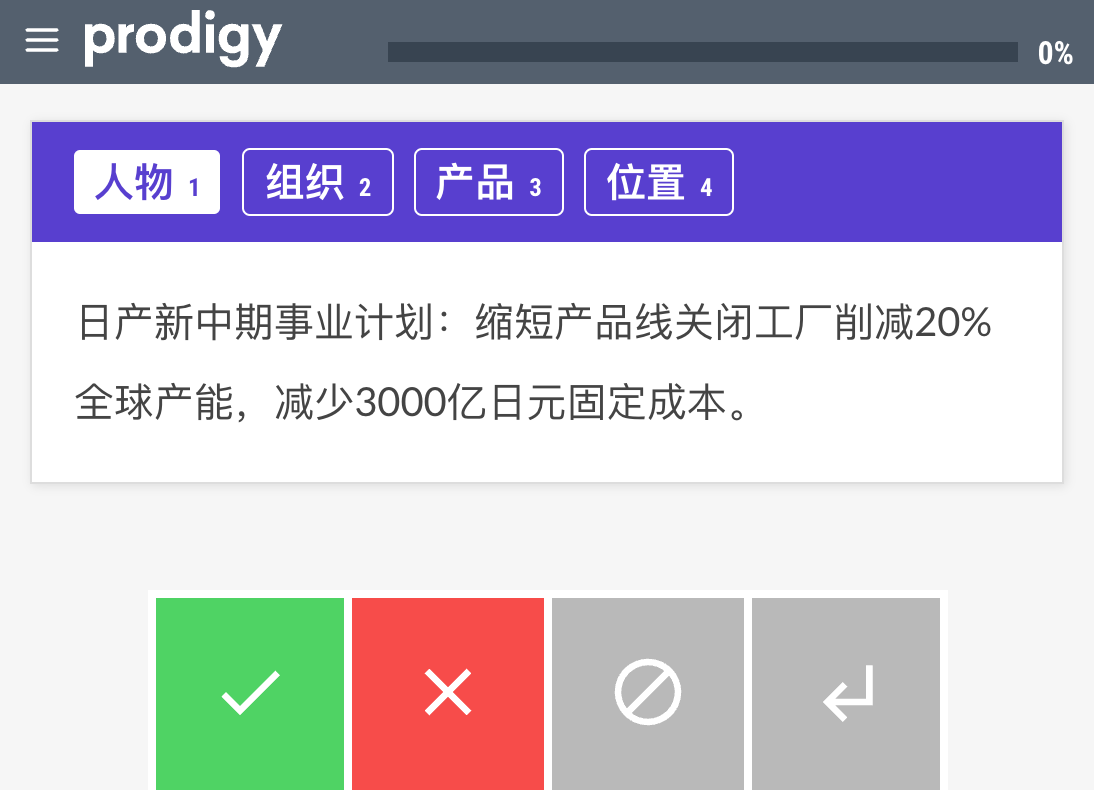 prodigy
0%
人物 1 组织 2 产品 3 位置 4
日产新中期事业计划：缩短产品线关闭工厂削减20%
全球产能，减少3000亿日元固定成本。